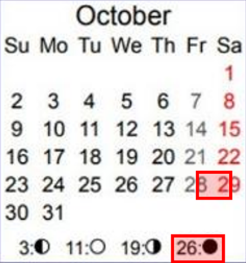 October
Su Mo Tu We Th Fr Sa
1
2 3 4 5 6 7 8
9 10 11 12 13 14 15
16 17 18 19 20 21 22
23 24 25 26 27 28 29
30 31
3:◐ 11:○ 19:◑ 26:●